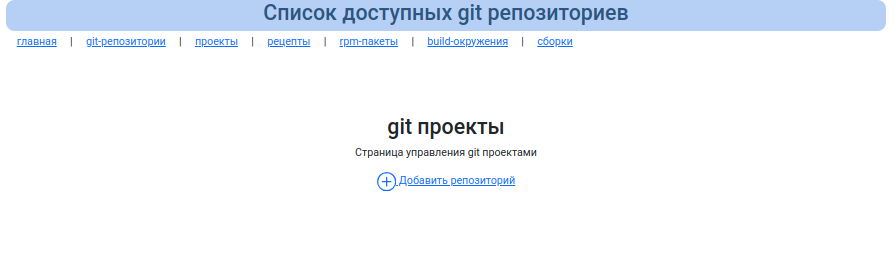 Список доступных git репозиториев
главная | git-репозитории | проекты | рецепты | rpm-пакеты | build-окружения | сборки
git проекты
Страница управления git проектами
Добавить репозиторий